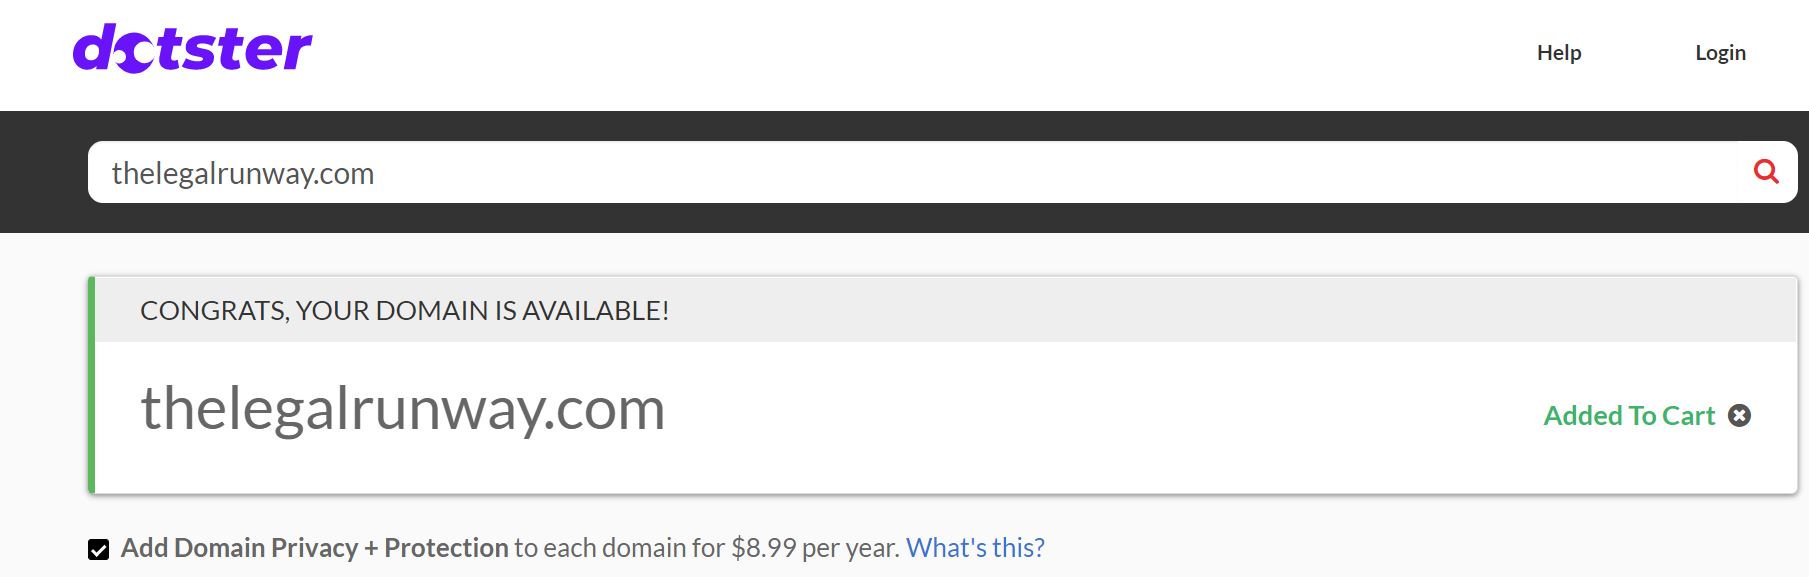 dotster
Help Login
thelegalrunway.com
CONGRATS, YOUR DOMAIN IS AVAILABLE!
thelegalrunway.com
Added To Cart
Add Domain Privacy + Protection to each domain for $8.99 per year. What's this?